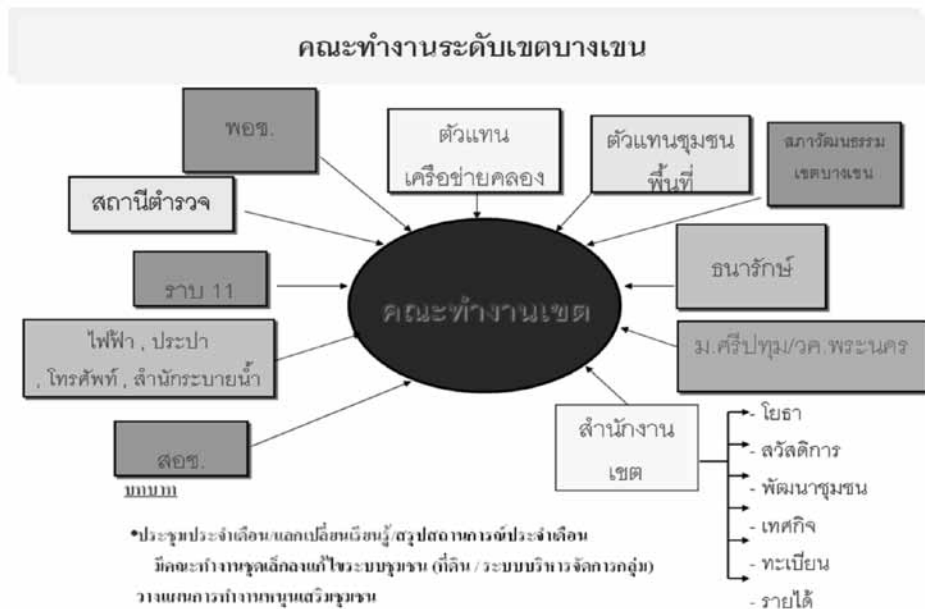 คณะทำงานระดับเขตบางเขน
พอช.
ตัวแทน
เครือข่ายคลอง
ตัวแทนชุมชน
พื้นที่
สภาวัฒนธรรม
เขตบางเขน
สถานีตำรวจ
ราบ 11
ธนารักษ์
คณะทำงานเขต
ไฟฟ้า , ประปา
, โทรศัพท์ , สำนักระบายน้ำ
ม.ศรีปทุม/วค.พระนคร
สอช.
สำนักงาน
เขต
- โยธา
- สวัสดิการ
- พัฒนาชุมชน
- เทศกิจ
- ทะเบียน
- รายได้
บทบาท
*ประชุมประจำเดือน/แลกเปลี่ยนเรียนรู้/สรุปสถานการณ์ประจำเดือน
มีคณะทำงานชุดเล็กลงแก้ไขระบบชุมชน (ที่ดิน / ระบบบริหารจัดการกลุ่ม)
วางแผนการทำงานหนุนเสริมชุมชน